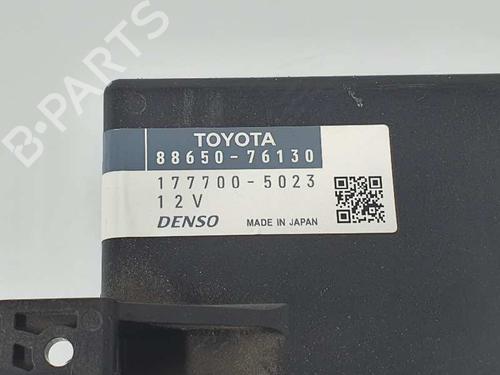 B-PARTS
TOYOTA
88650-76130
177700-5023
12V
DENSO MADE IN JAPAN